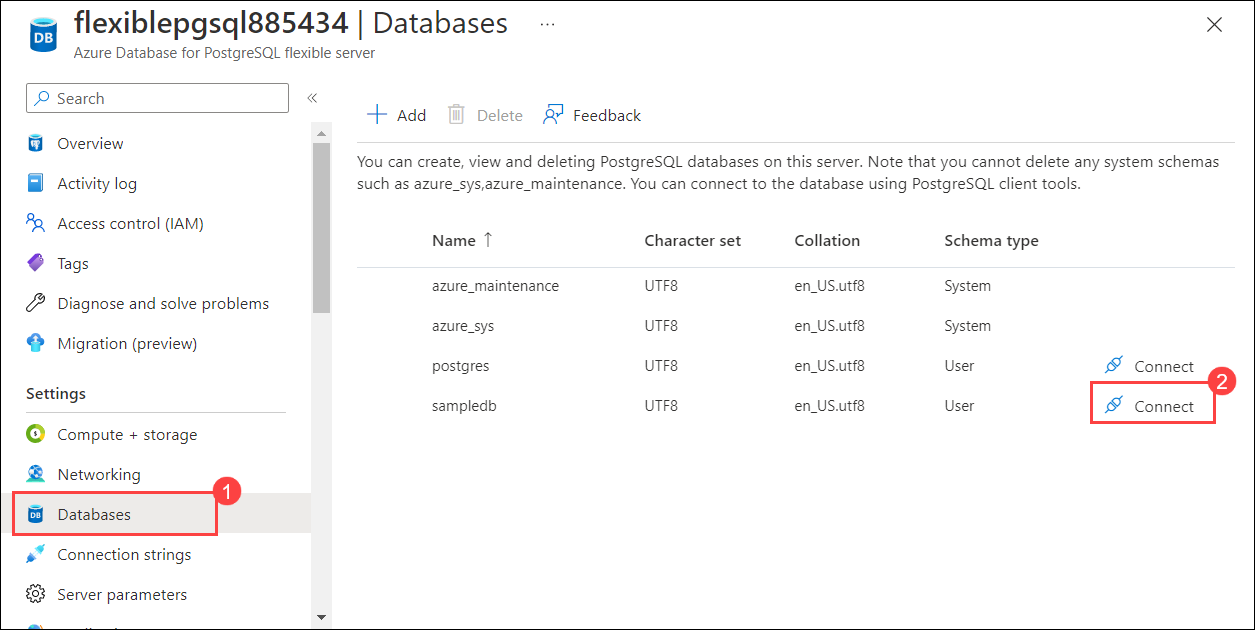 flexiblepgsql885434 | Databases ...
Azure Database for PostgreSQL flexible server
Search
«
Overview
Activity log
Access control (IAM)
Tags
Diagnose and solve problems
Migration (preview)
Settings
Compute + storage
Networking
1
Databases
Connection strings
Server parameters
Add Delete Feedback
You can create, view and deleting PostgreSQL databases on this server. Note that you cannot delete any system schemas
such as azure_sys,azure_maintenance. You can connect to the database using PostgreSQL client tools.
Name ↑ Character set Collation Schema type
azure_maintenance UTF8 en_US.utf8 System
azure_sys UTF8 en_US.utf8 System
postgres UTF8 en_US.utf8 User Connect
2
sampledb UTF8 en_US.utf8 User Connect
DB
DB